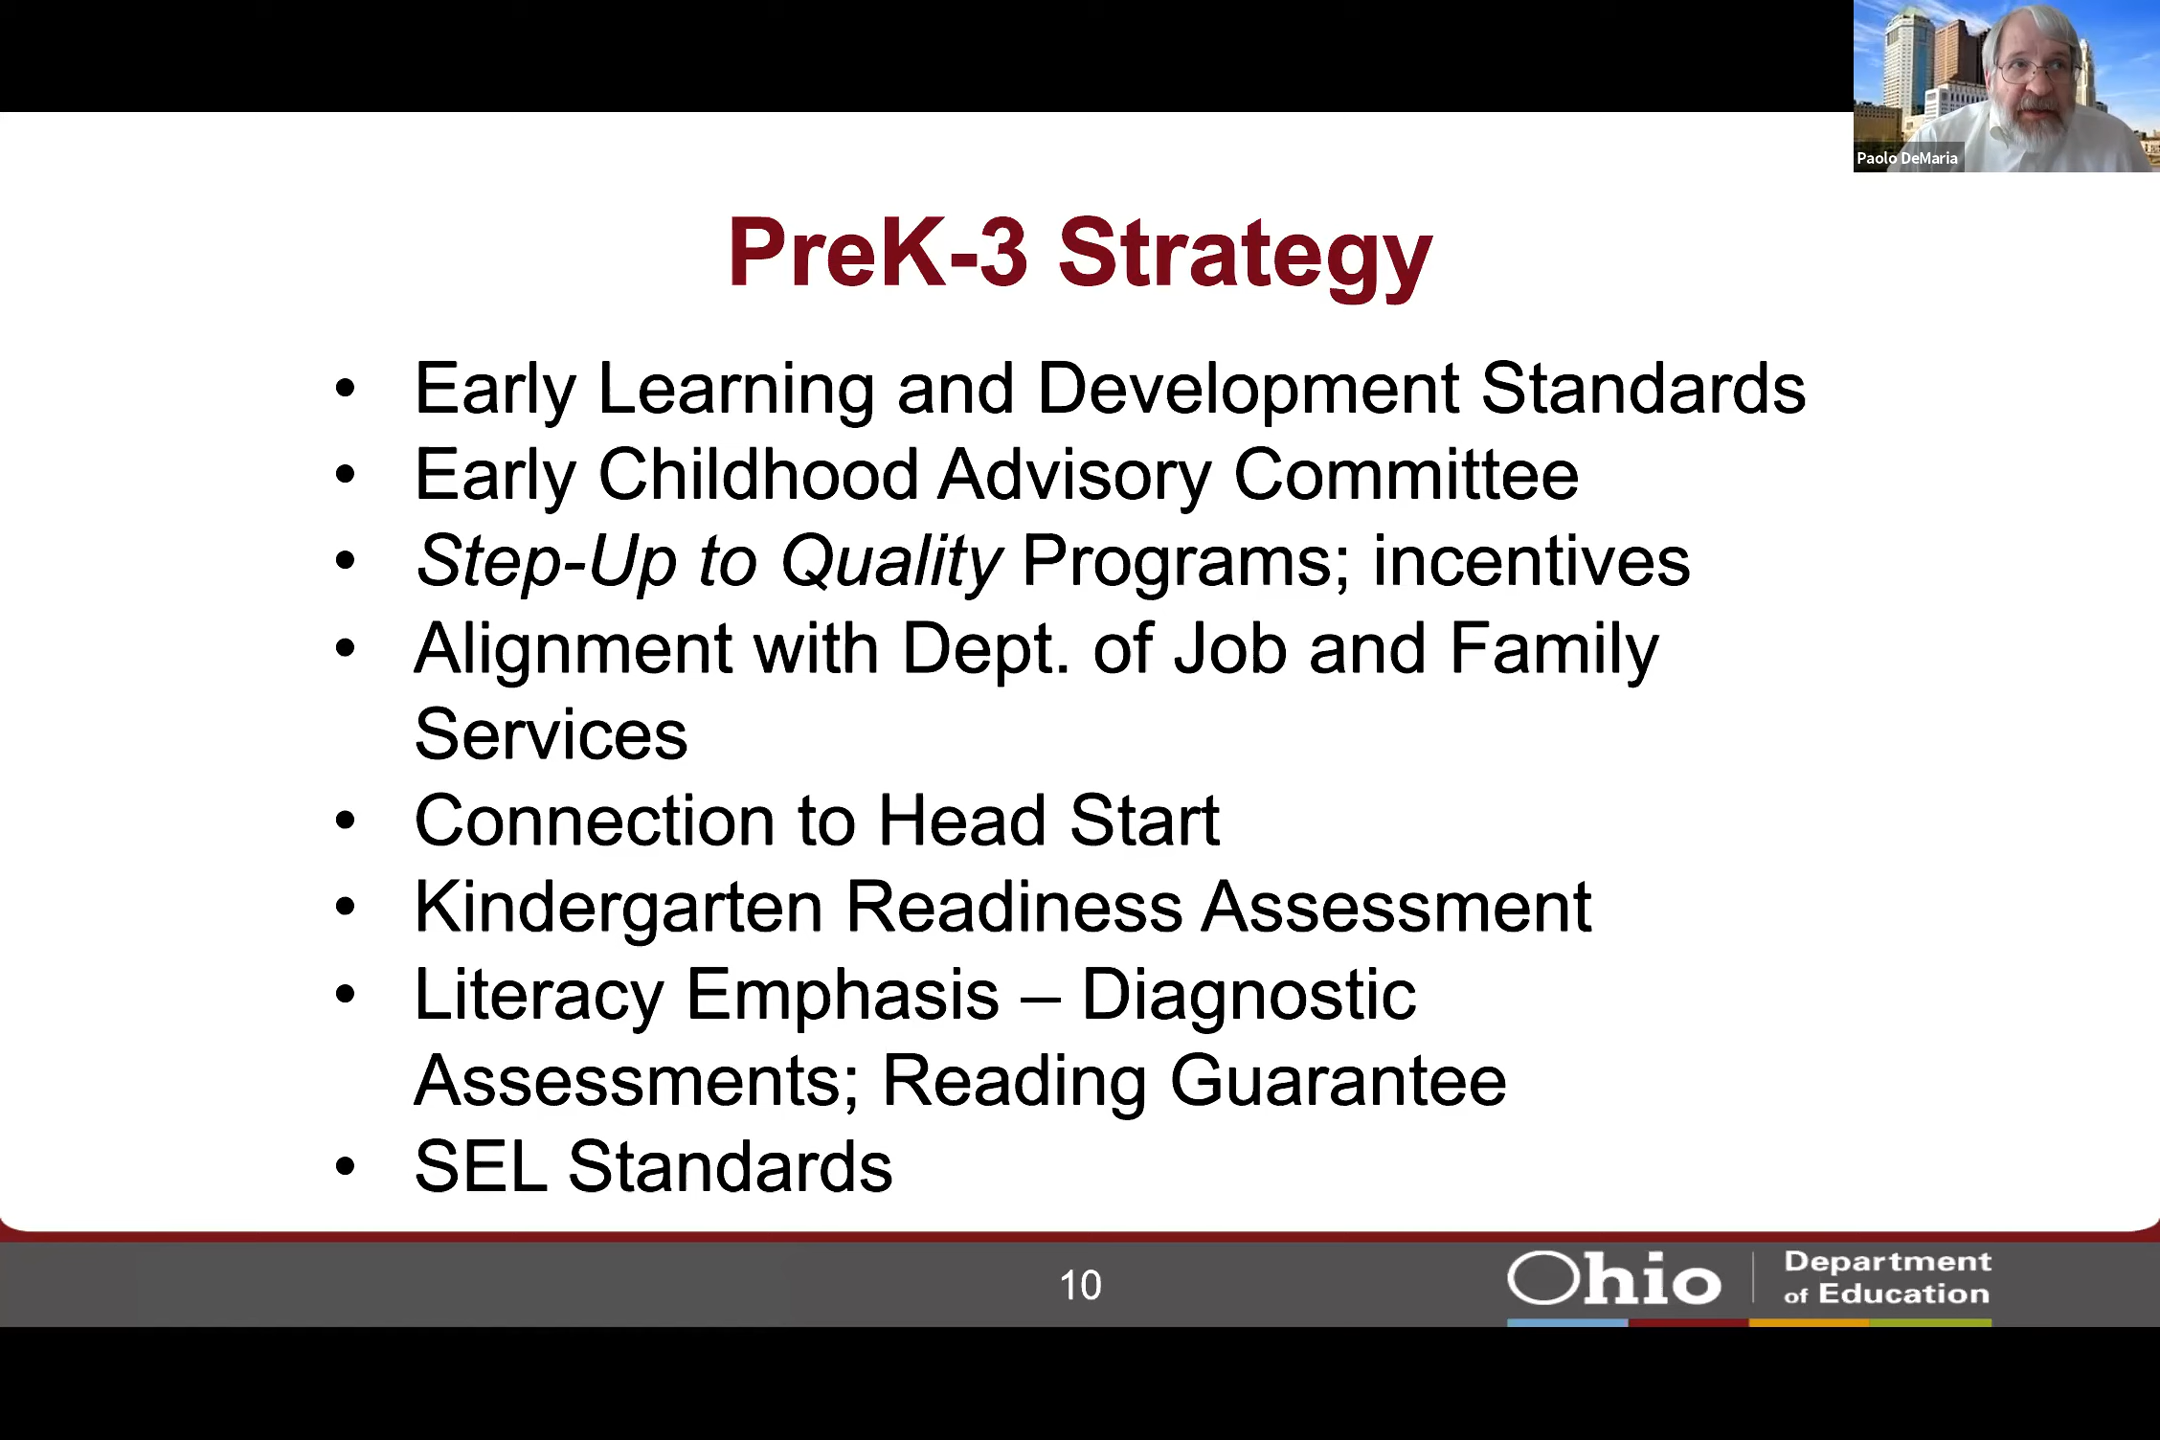 Paolo DeMaria
PreK-3 Strategy
• Early Learning and Development Standards
• Early Childhood Advisory Committee
• Step-Up to Quality Programs; incentives
• Alignment with Dept. of Job and Family
Services
• Connection to Head Start
• Kindergarten Readiness Assessment
• Literacy Emphasis – Diagnostic
Assessments; Reading Guarantee
• SEL Standards
10
Ohio
Department
of Education